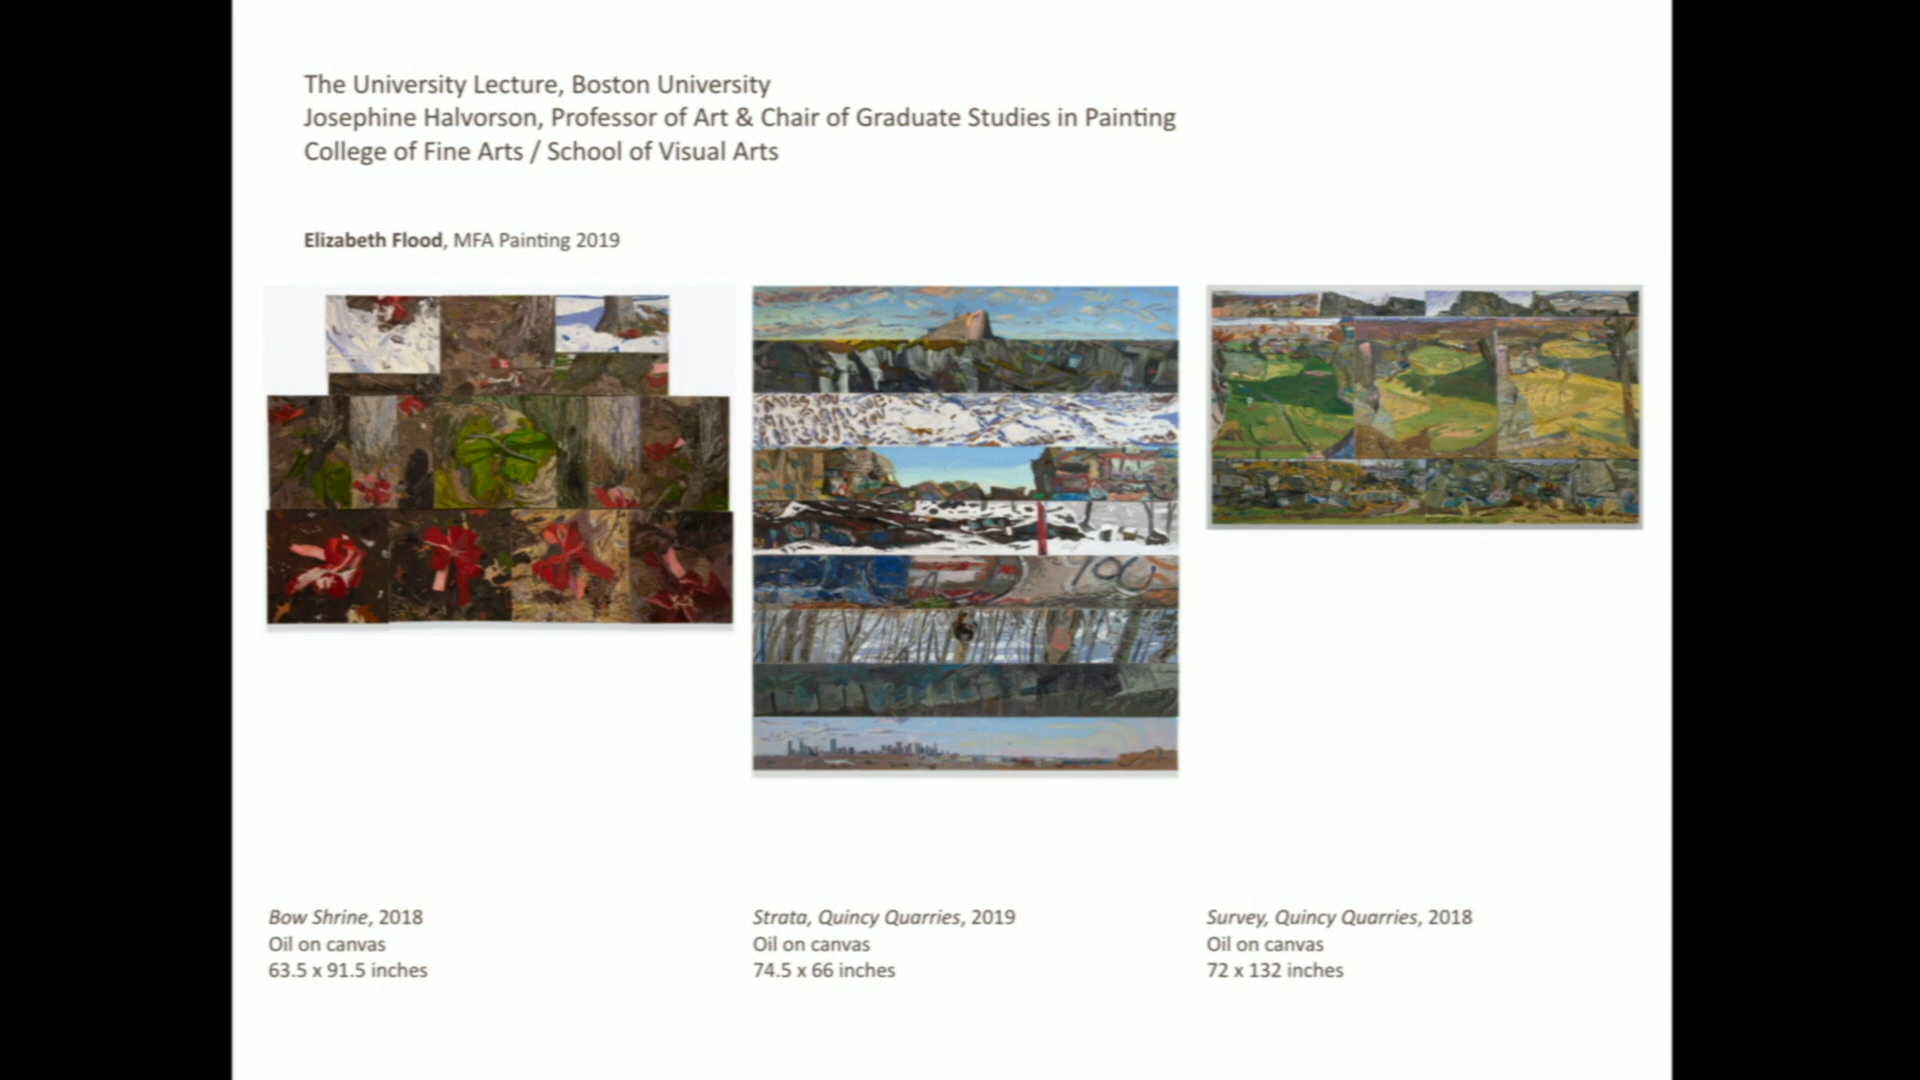 The University Lecture, Boston University
Josephine Halvorson, Professor of Art & Chair of Graduate Studies in Painting
College of Fine Arts / School of Visual Arts
Elizabeth Flood, MFA Painting 2019
Bow Shrine, 2018
Oil on canvas
63.5 x 91.5 inches
Strata, Quincy Quarries, 2019
Oil on canvas
74.5 x 66 inches
Survey, Quincy Quarries, 2018
Oil on canvas
72 x 132 inches